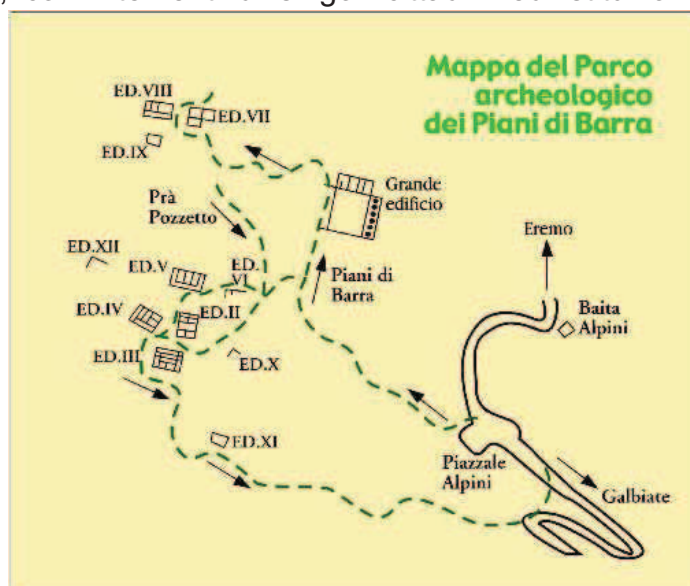 Mappa del Parco
archeologico
dei Piani di Barra
ED.VIII
ED.VII
ED.IX
Grande
edificio
Prà
Pozzetto
Eremo
ED.XII
ED.V
ED.
VI
Piani di
Barra
Baita
Alpini
ED.IV
ED.II
ED.III
ED.X
ED.XI
Piazzale
Alpini
Galbiate